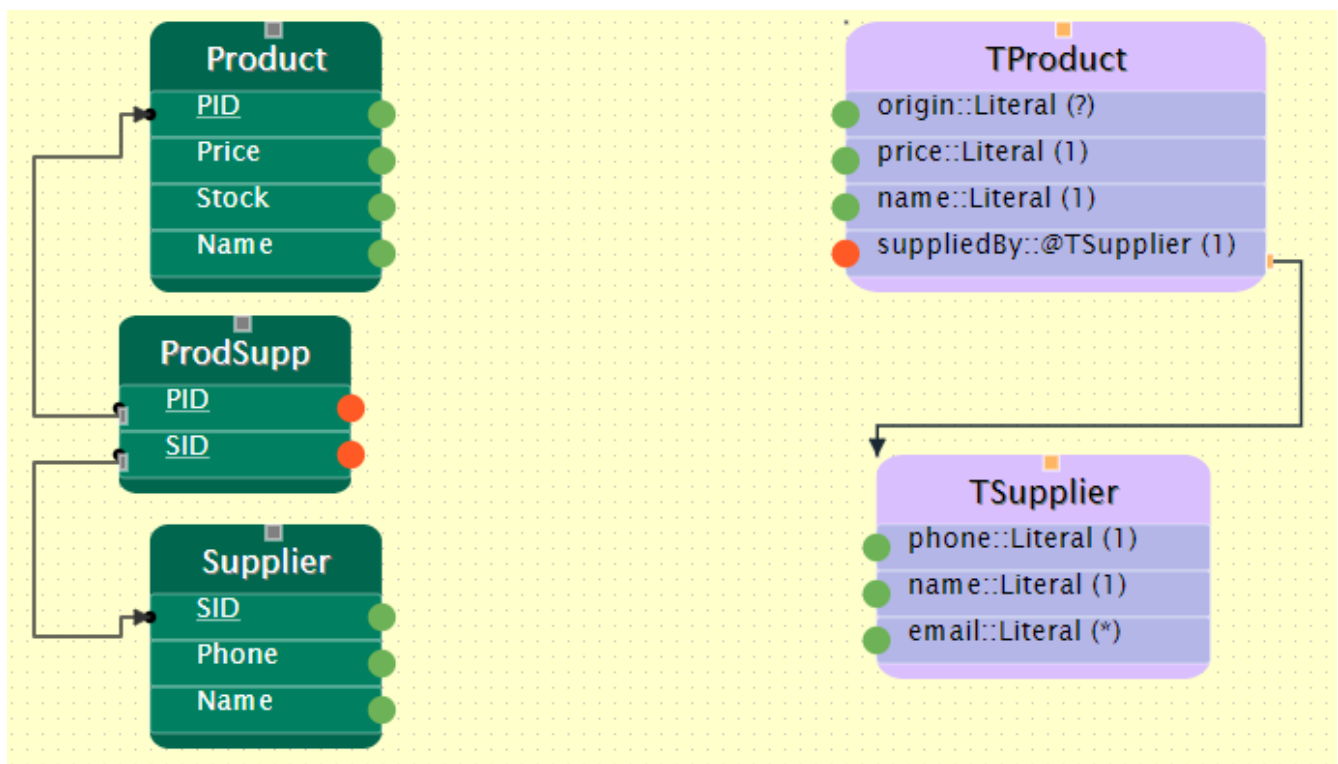 Product
PID
Price
Stock
Name
ProdSupp
PID
SID
Supplier
SID
Phone
Name
TProduct
origin::Literal (?)
price::Literal (1)
name::Literal (1)
suppliedBy::@TSupplier (1)
TSupplier
phone::Literal (1)
name::Literal (1)
email::Literal (*)